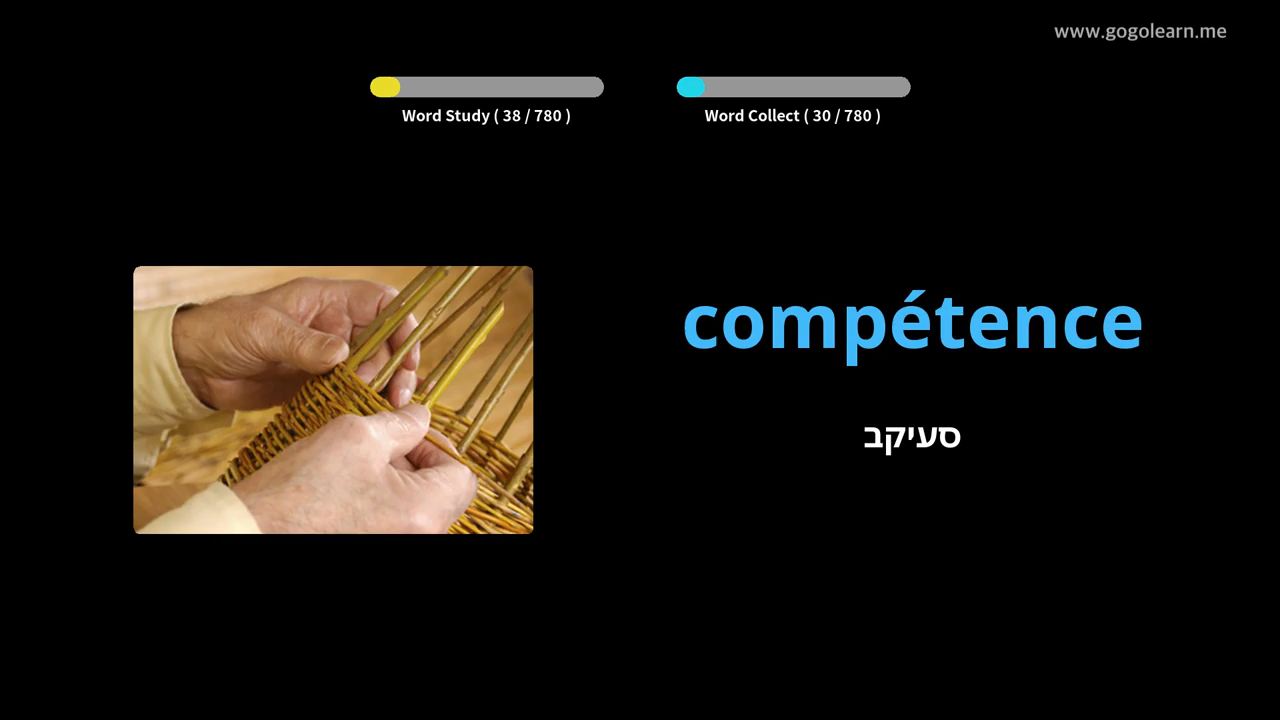 www.gogolearn.me
Word Study ( 38 / 780 )
Word Collect ( 30 / 780 )
compétence
סעיקב